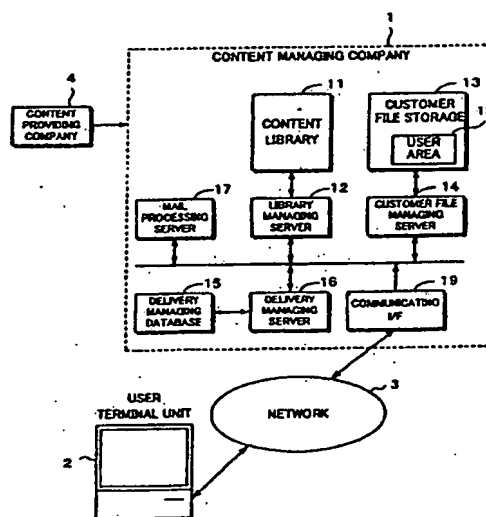 1
CONTENT MANAGING COMPANY
4
CONTENT
PROVIDING
COMPANY
11
CONTENT
LIBRARY
13
CUSTOMER
FILE STORAGE
USER
AREA
17
MAIL
PROCESSING
SERVER
12
LIBRARY
MANAGING
SERVER
14
CUSTOMER FILE
MANAGING
SERVER
15
DELIVERY
MANAGING
DATABASE
16
DELIVERY
MANAGING
SERVER
19
COMMUNICATING
I/F
3
NETWORK
USER
TERMINAL UNIT
2